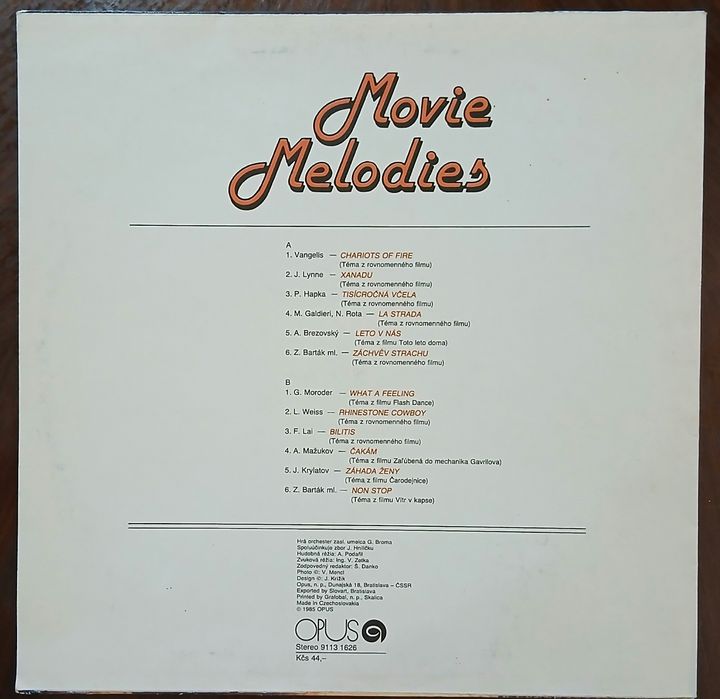 Movie
Melodies
A
1. Vangelis — CHARIOTS OF FIRE
(Téma z rovnomenného filmu)
2. J. Lynne — XANADU
(Téma z rovnomenného filmu)
3. P. Hapka — TISÍCROČNÁ VČELA
(Téma z rovnomenného filmu)
4. M. Galdieri, N. Rota — LA STRADA
(Téma z rovnomenného filmu)
5. A. Brezovský — LETO V NÁS
(Téma z filmu Toto leto doma)
6. Z. Barták ml. — ZÁCHVĚV STRACHU
(Téma z rovnomenného filmu)
B
1. G. Moroder — WHAT A FEELING
(Téma z filmu Flash Dance)
2. L. Weiss — RHINESTONE COWBOY
(Téma z rovnomenného filmu)
3. F. Lai — BILITIS
(Téma z rovnomenného filmu)
4. A. Mažukov — ČAKÁM
(Téma z filmu Zaľúbená do mechanika Gavrilova)
5. J. Krylatov — ZÁHADA ŽENY
(Téma z filmu Čarodejnice)
6. Z. Barták ml. — NON STOP
(Téma z filmu Vítr v kapse)
Hrá orchester zasl. umelca G. Broma
Spoluúčinkuje zbor J. Hniličku
Hudobná réžia: A. Podařil
Zvuková réžia: Ing. V. Zetka
Zodpovedný redaktor: Š. Danko
Photo ©: V. Mencl
Design ©: J. Križik
Opus, n. p., Dunajská 18, Bratislava – ČSSR
Exported by Slovart, Bratislava
Printed by Grafobal, n. p., Skalica
Made in Czechoslovakia
© 1985 OPUS
OPUS
Stereo 9113 1626
Kčs 44,–